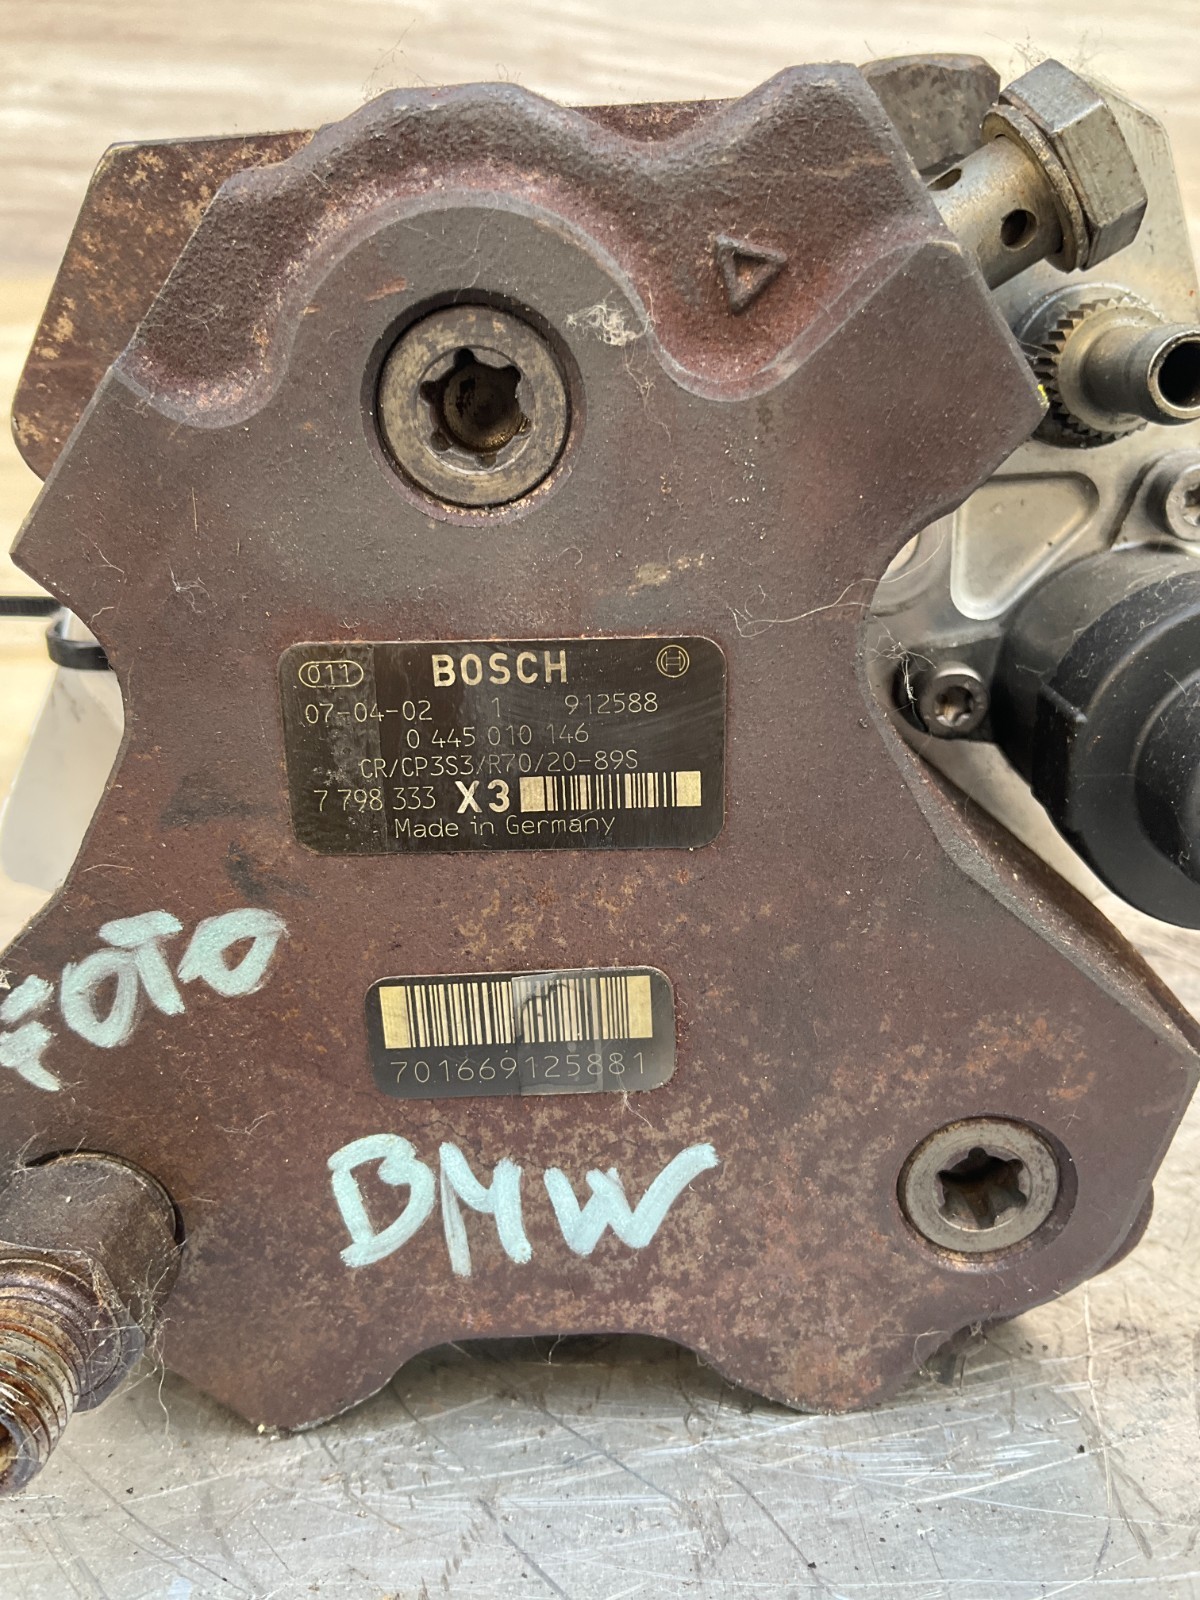 011 BOSCH
07-04-02 1 912588
0 445 010 146
CR/CP3S3/R70/20-89S
7 798 333 X3
Made in Germany
FOTO
701669125881
BMW